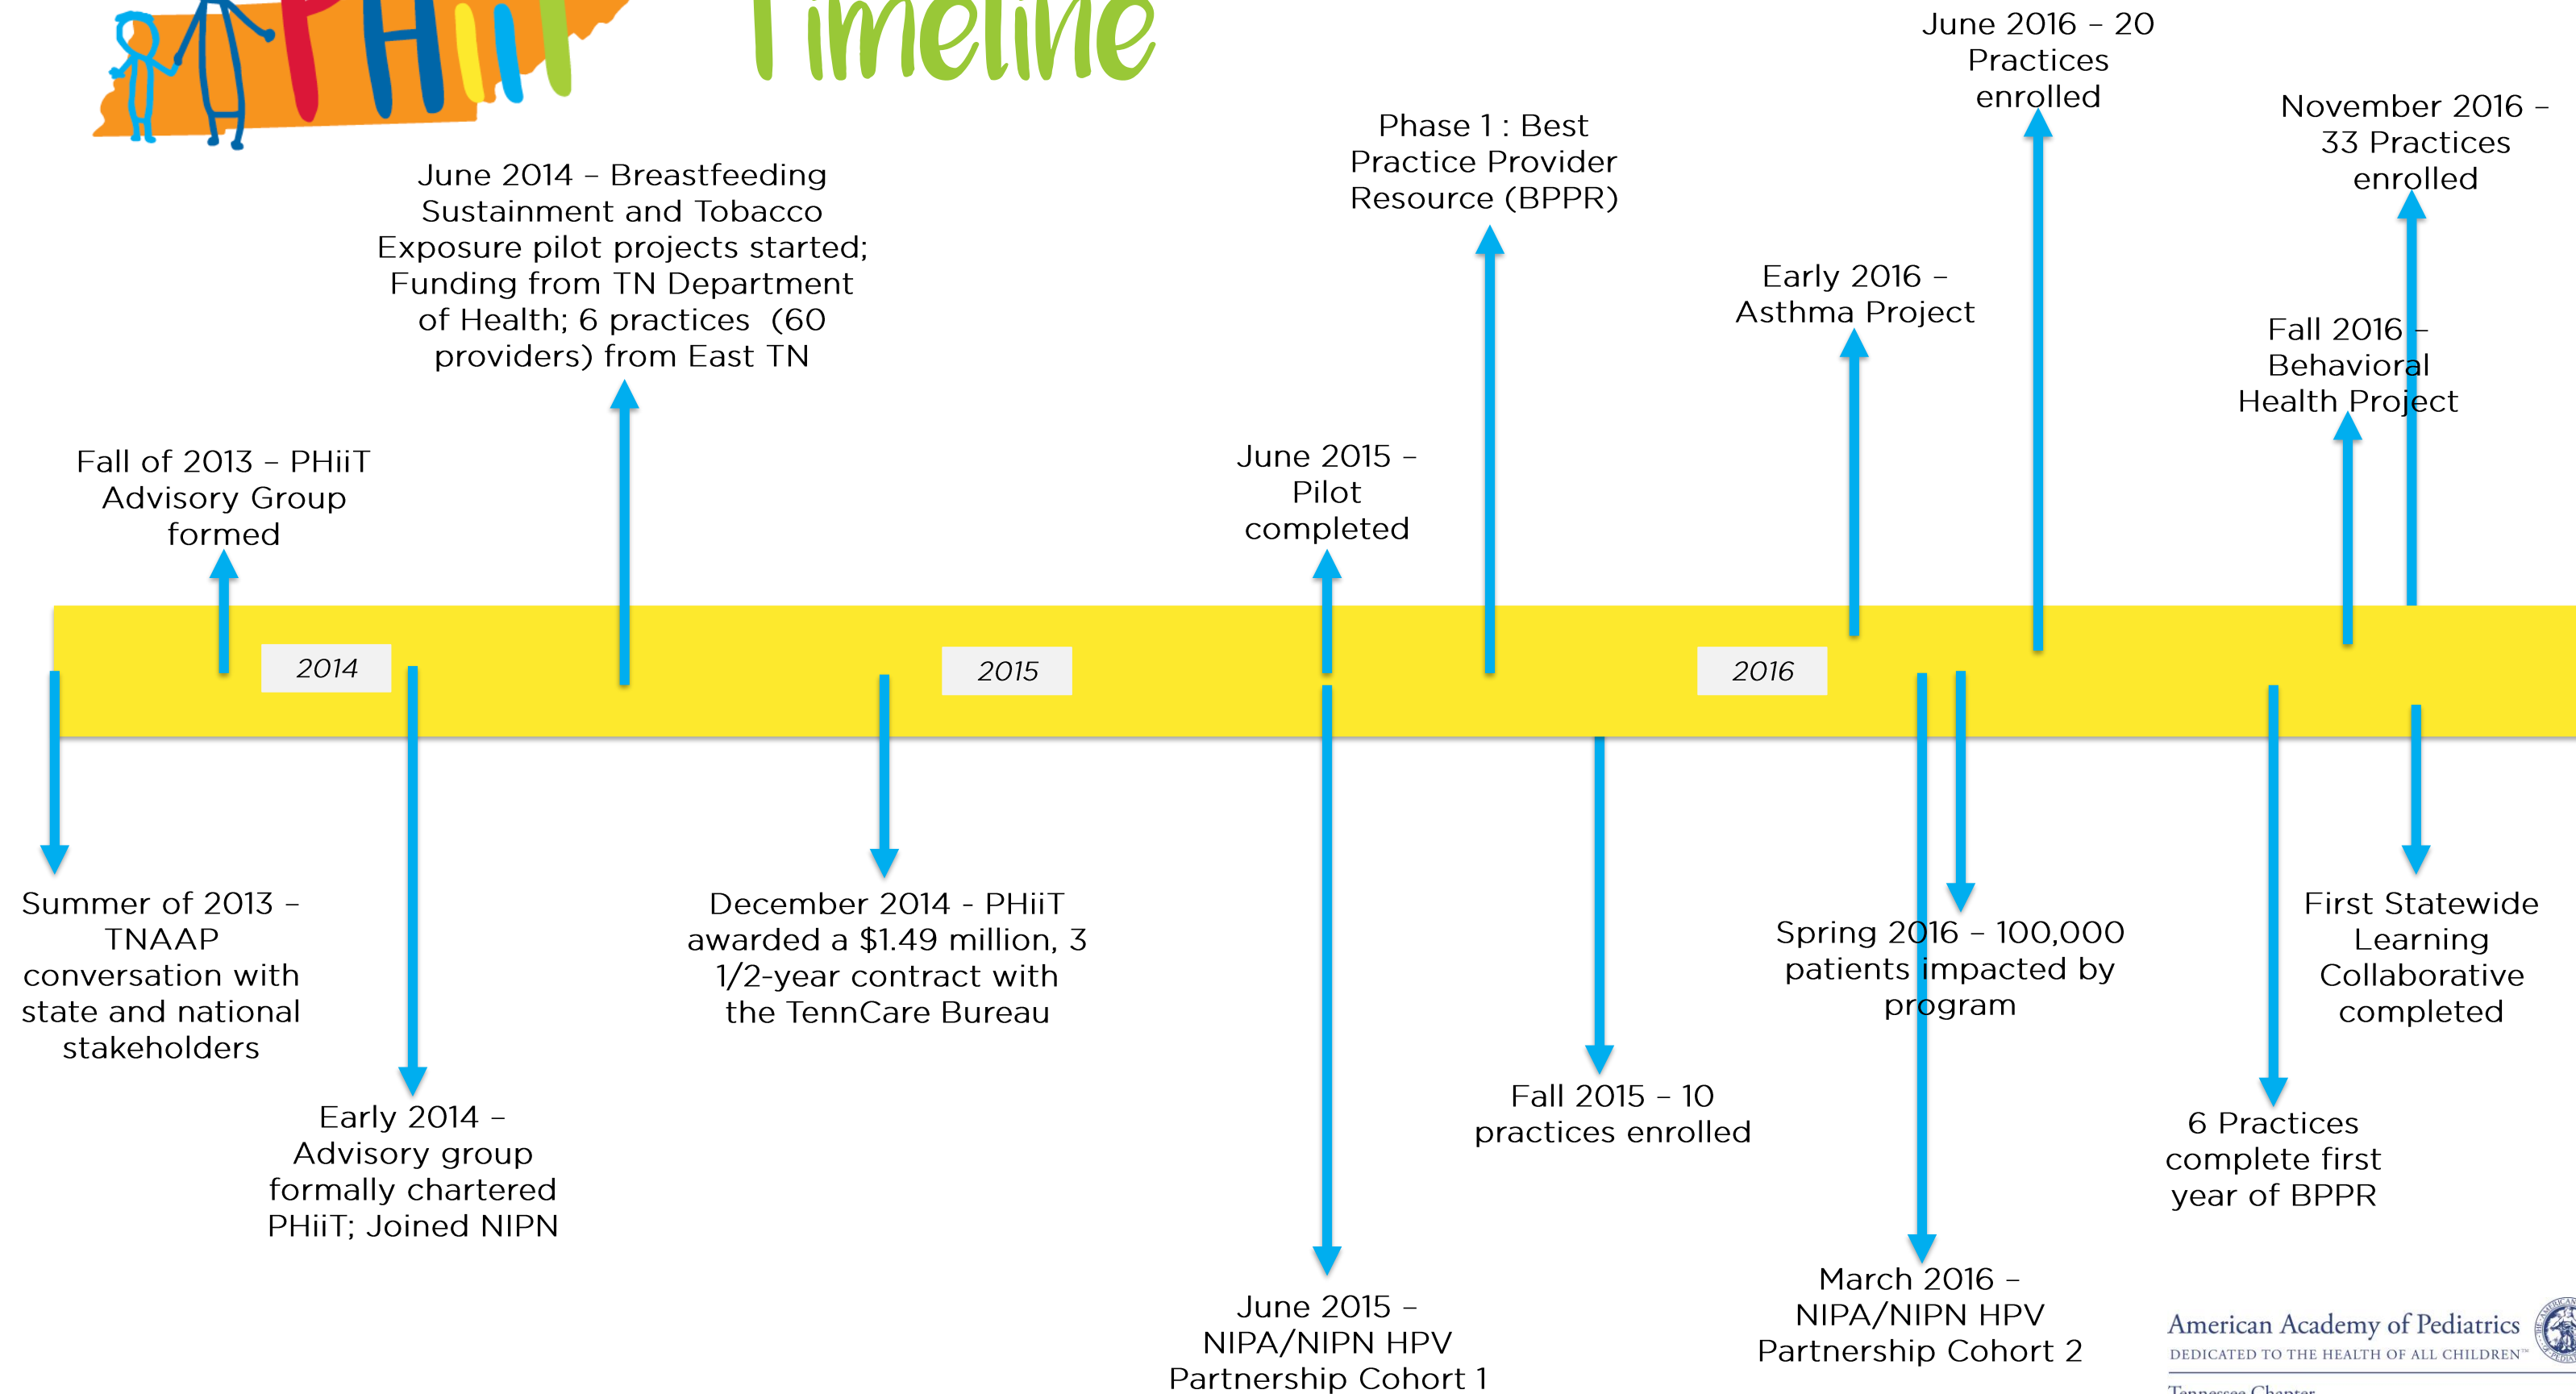 PHiiT
Timeline
June 2016 – 20
Practices
enrolled
November 2016 –
33 Practices
enrolled
Phase 1 : Best
Practice Provider
Resource (BPPR)
June 2014 – Breastfeeding
Sustainment and Tobacco
Exposure pilot projects started;
Funding from TN Department
of Health; 6 practices (60
providers) from East TN
Early 2016 –
Asthma Project
Fall 2016 –
Behavioral
Health Project
Fall of 2013 – PHiiT
Advisory Group
formed
June 2015 –
Pilot
completed
2014
2015
2016
Summer of 2013 –
TNAAP
conversation with
state and national
stakeholders
Early 2014 –
Advisory group
formally chartered
PHiiT; Joined NIPN
December 2014 - PHiiT
awarded a $1.49 million, 3
1/2-year contract with
the TennCare Bureau
June 2015 –
NIPA/NIPN HPV
Partnership Cohort 1
Fall 2015 – 10
practices enrolled
Spring 2016 – 100,000
patients impacted by
program
March 2016 –
NIPA/NIPN HPV
Partnership Cohort 2
6 Practices
complete first
year of BPPR
First Statewide
Learning
Collaborative
completed
American Academy of Pediatrics
DEDICATED TO THE HEALTH OF ALL CHILDREN™
Tennessee Chapter